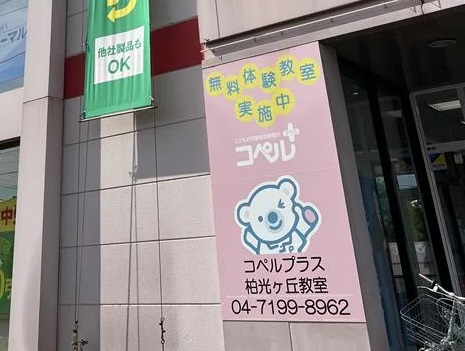 他社製品も
OK
無料体験教室
実施中
コペル
コペルプラス
柏光ヶ丘教室
04-7199-8962